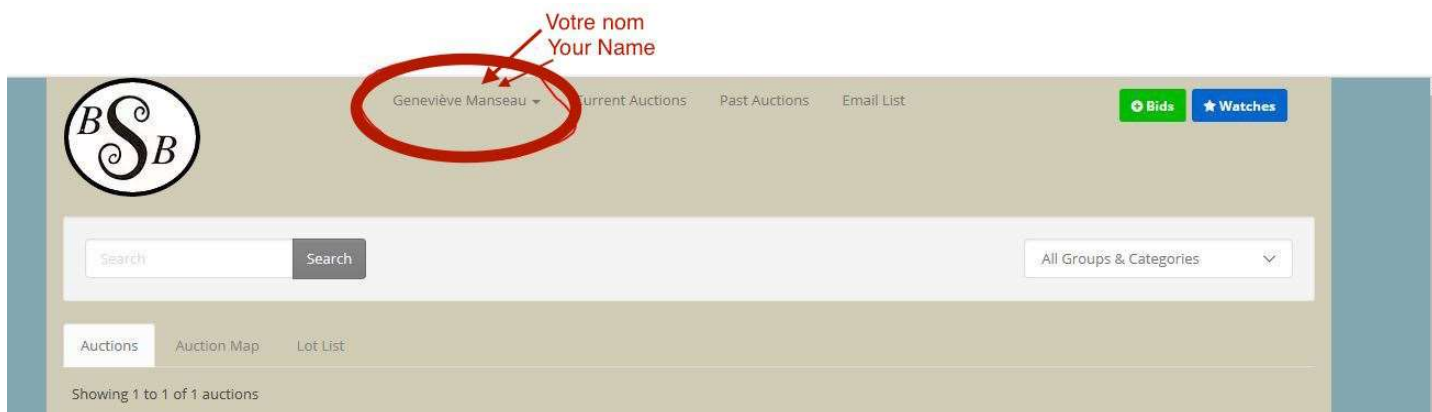 Votre nom
Your Name
BSB
Geneviève Manseau
Current Auctions
Past Auctions
Email List
Bids
Watches
Search
Search
All Groups & Categories
Auctions
Auction Map
Lot List
Showing 1 to 1 of 1 auctions